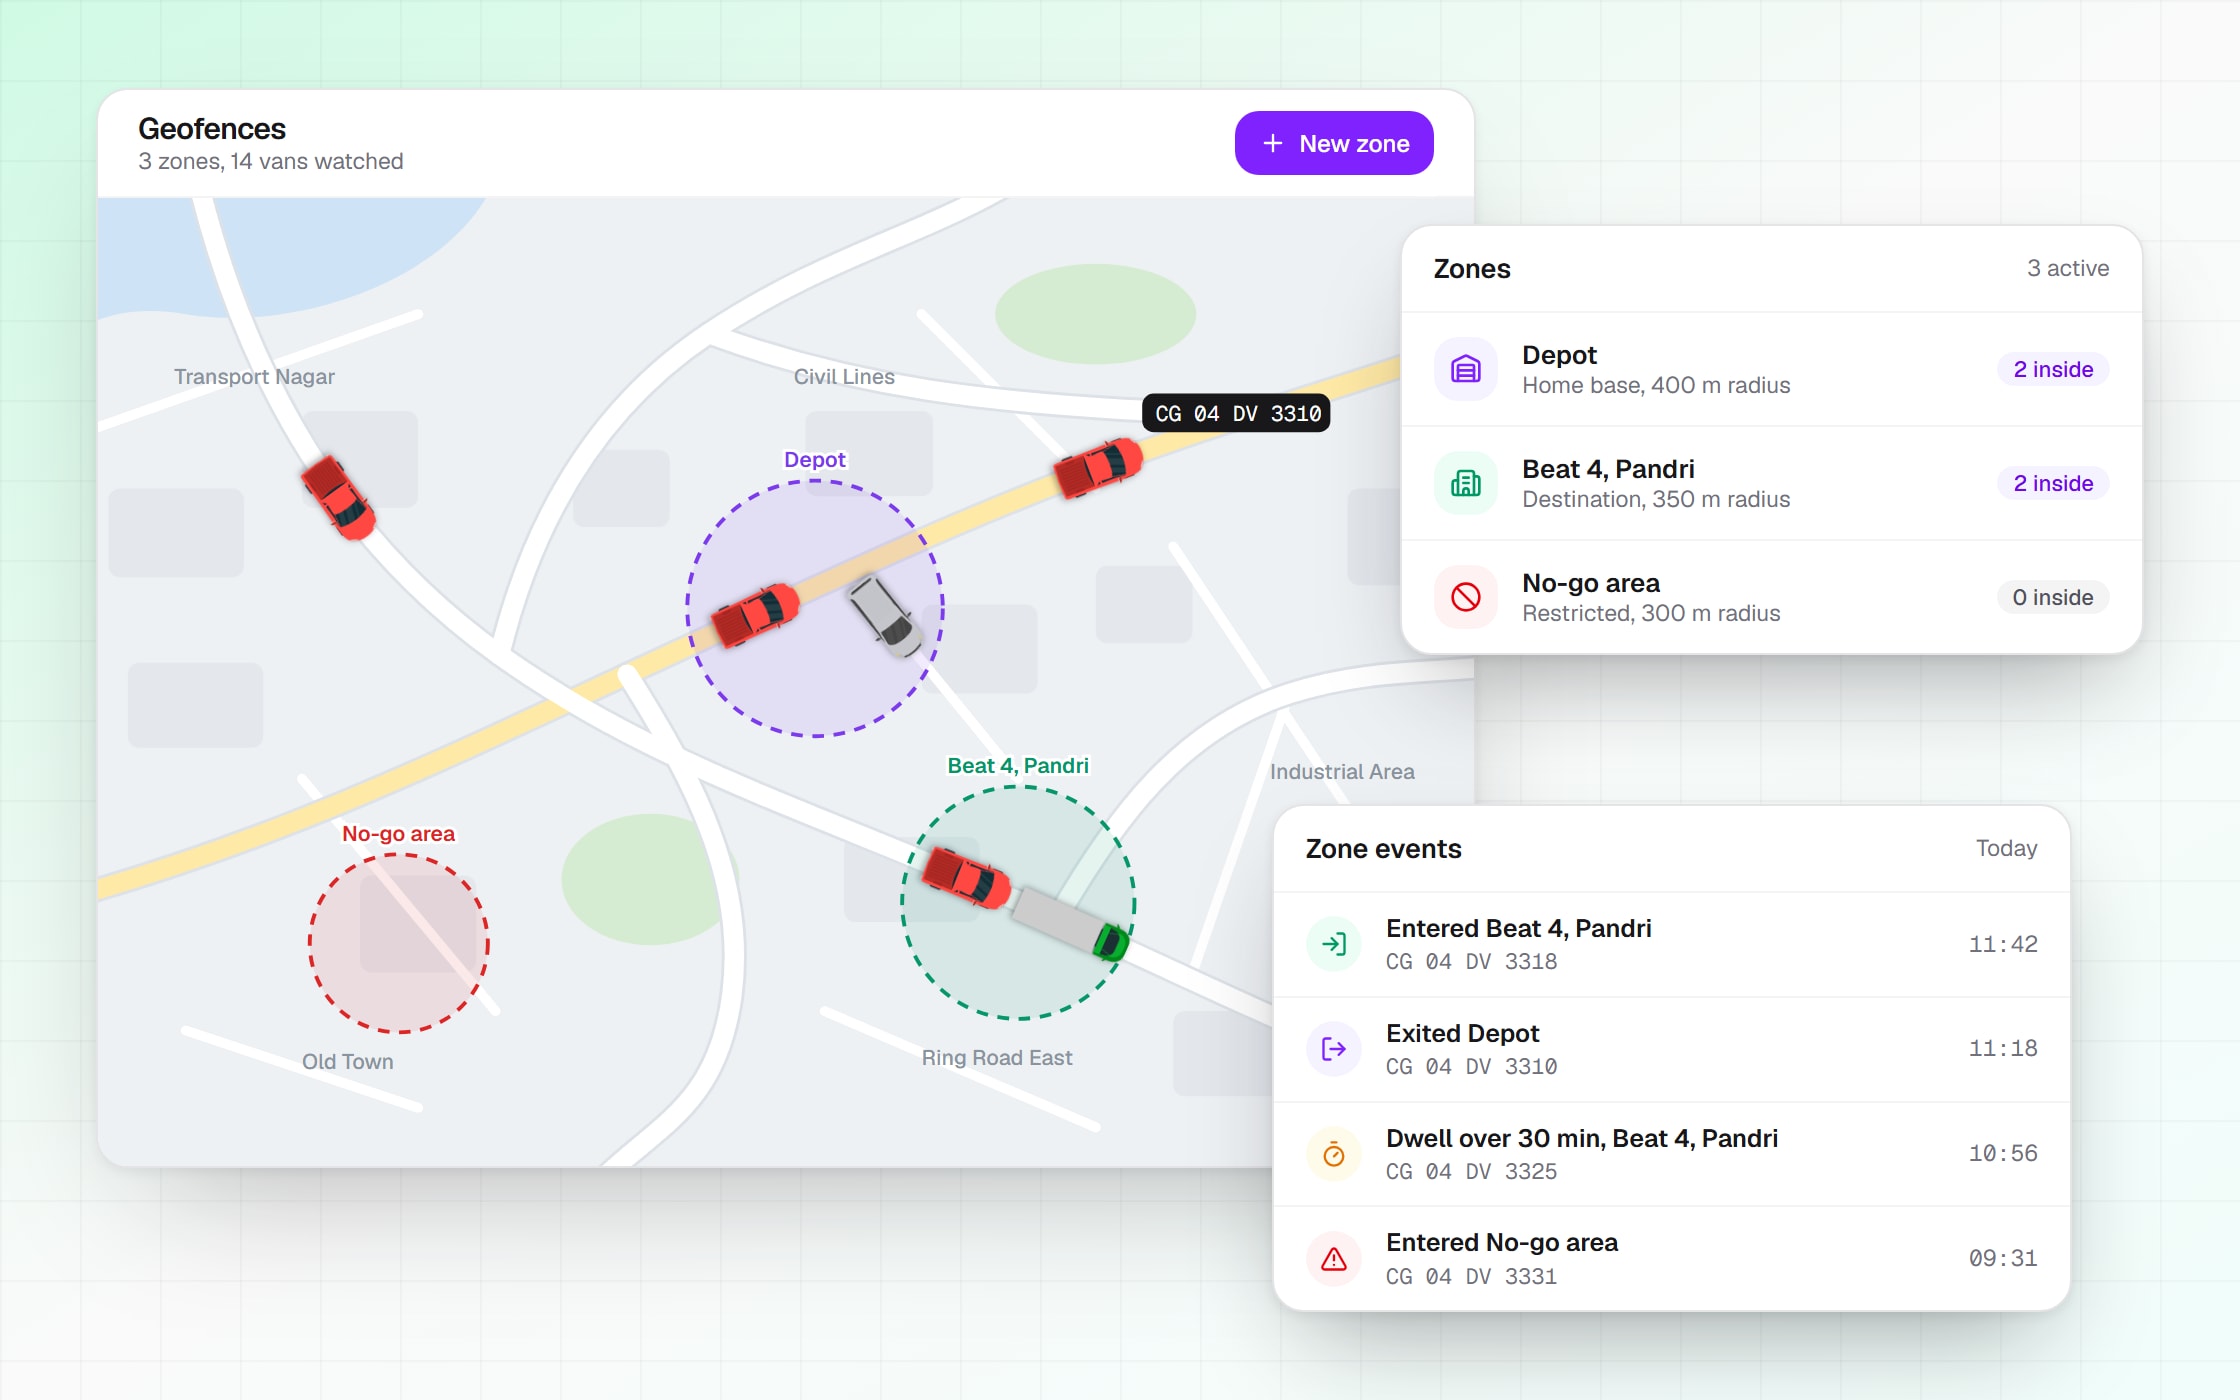 Geofences
3 zones, 14 vans watched
New zone
Transport Nagar
Civil Lines
CG 04 DV 3310
Depot
Beat 4, Pandri
Industrial Area
No-go area
Old Town
Ring Road East
Zones
3 active
Depot
Home base, 400 m radius
2 inside
Beat 4, Pandri
Destination, 350 m radius
2 inside
No-go area
Restricted, 300 m radius
0 inside
Zone events
Today
Entered Beat 4, Pandri
CG 04 DV 3318
11:42
Exited Depot
CG 04 DV 3310
11:18
Dwell over 30 min, Beat 4, Pandri
CG 04 DV 3325
10:56
Entered No-go area
CG 04 DV 3331
09:31